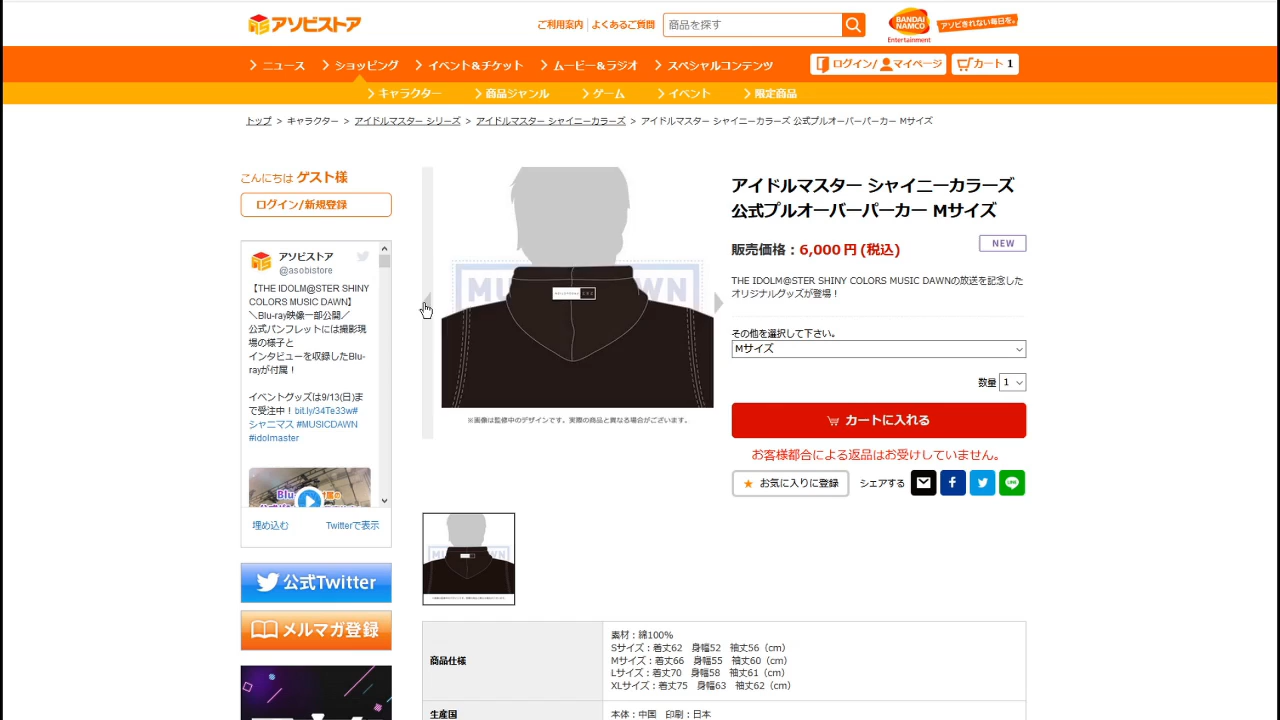 アソビストア
ご利用案内
よくあるご質問
商品を探す
BANDAI
NAMCO
Entertainment
アソビきれない毎日を。
ニュース
ショッピング
イベント&チケット
ムービー&ラジオ
スペシャルコンテンツ
ログイン/マイページ
カート 1
キャラクター
商品ジャンル
ゲーム
イベント
限定商品
トップ > キャラクター > アイドルマスター シリーズ > アイドルマスター シャイニーカラーズ > アイドルマスター シャイニーカラーズ 公式プルオーバーパーカー Mサイズ
こんにちは ゲスト様
ログイン/新規登録
アソビストア
@asobistore
【THE IDOLM@STER SHINY
COLORS MUSIC DAWN】
＼Blu-ray映像一部公開／
公式パンフレットには撮影現
場の様子と
インタビューを収録したBlu-
rayが付属！
イベントグッズは9/13(日)ま
で受注中！bit.ly/34Te33w#
シャニマス #MUSICDAWN
#idolmaster
埋め込む
Twitterで表示
公式Twitter
メルマガ登録
※画像は監修中のデザインです。実際の商品と異なる場合がございます。
アイドルマスター シャイニーカラーズ
公式プルオーバーパーカー Mサイズ
販売価格：6,000 円 (税込)
NEW
THE IDOLM@STER SHINY COLORS MUSIC DAWNの放送を記念した
オリジナルグッズが登場！
その他を選択して下さい。
Mサイズ
数量 1
カートに入れる
お客様都合による返品はお受けしていません。
★ お気に入りに登録
シェアする
商品仕様
素材：綿100%
Sサイズ：着丈62 身幅52 袖丈56（cm）
Mサイズ：着丈66 身幅55 袖丈60（cm）
Lサイズ：着丈70 身幅58 袖丈61（cm）
XLサイズ：着丈75 身幅63 袖丈62（cm）
生産国
本体：中国 印刷：日本